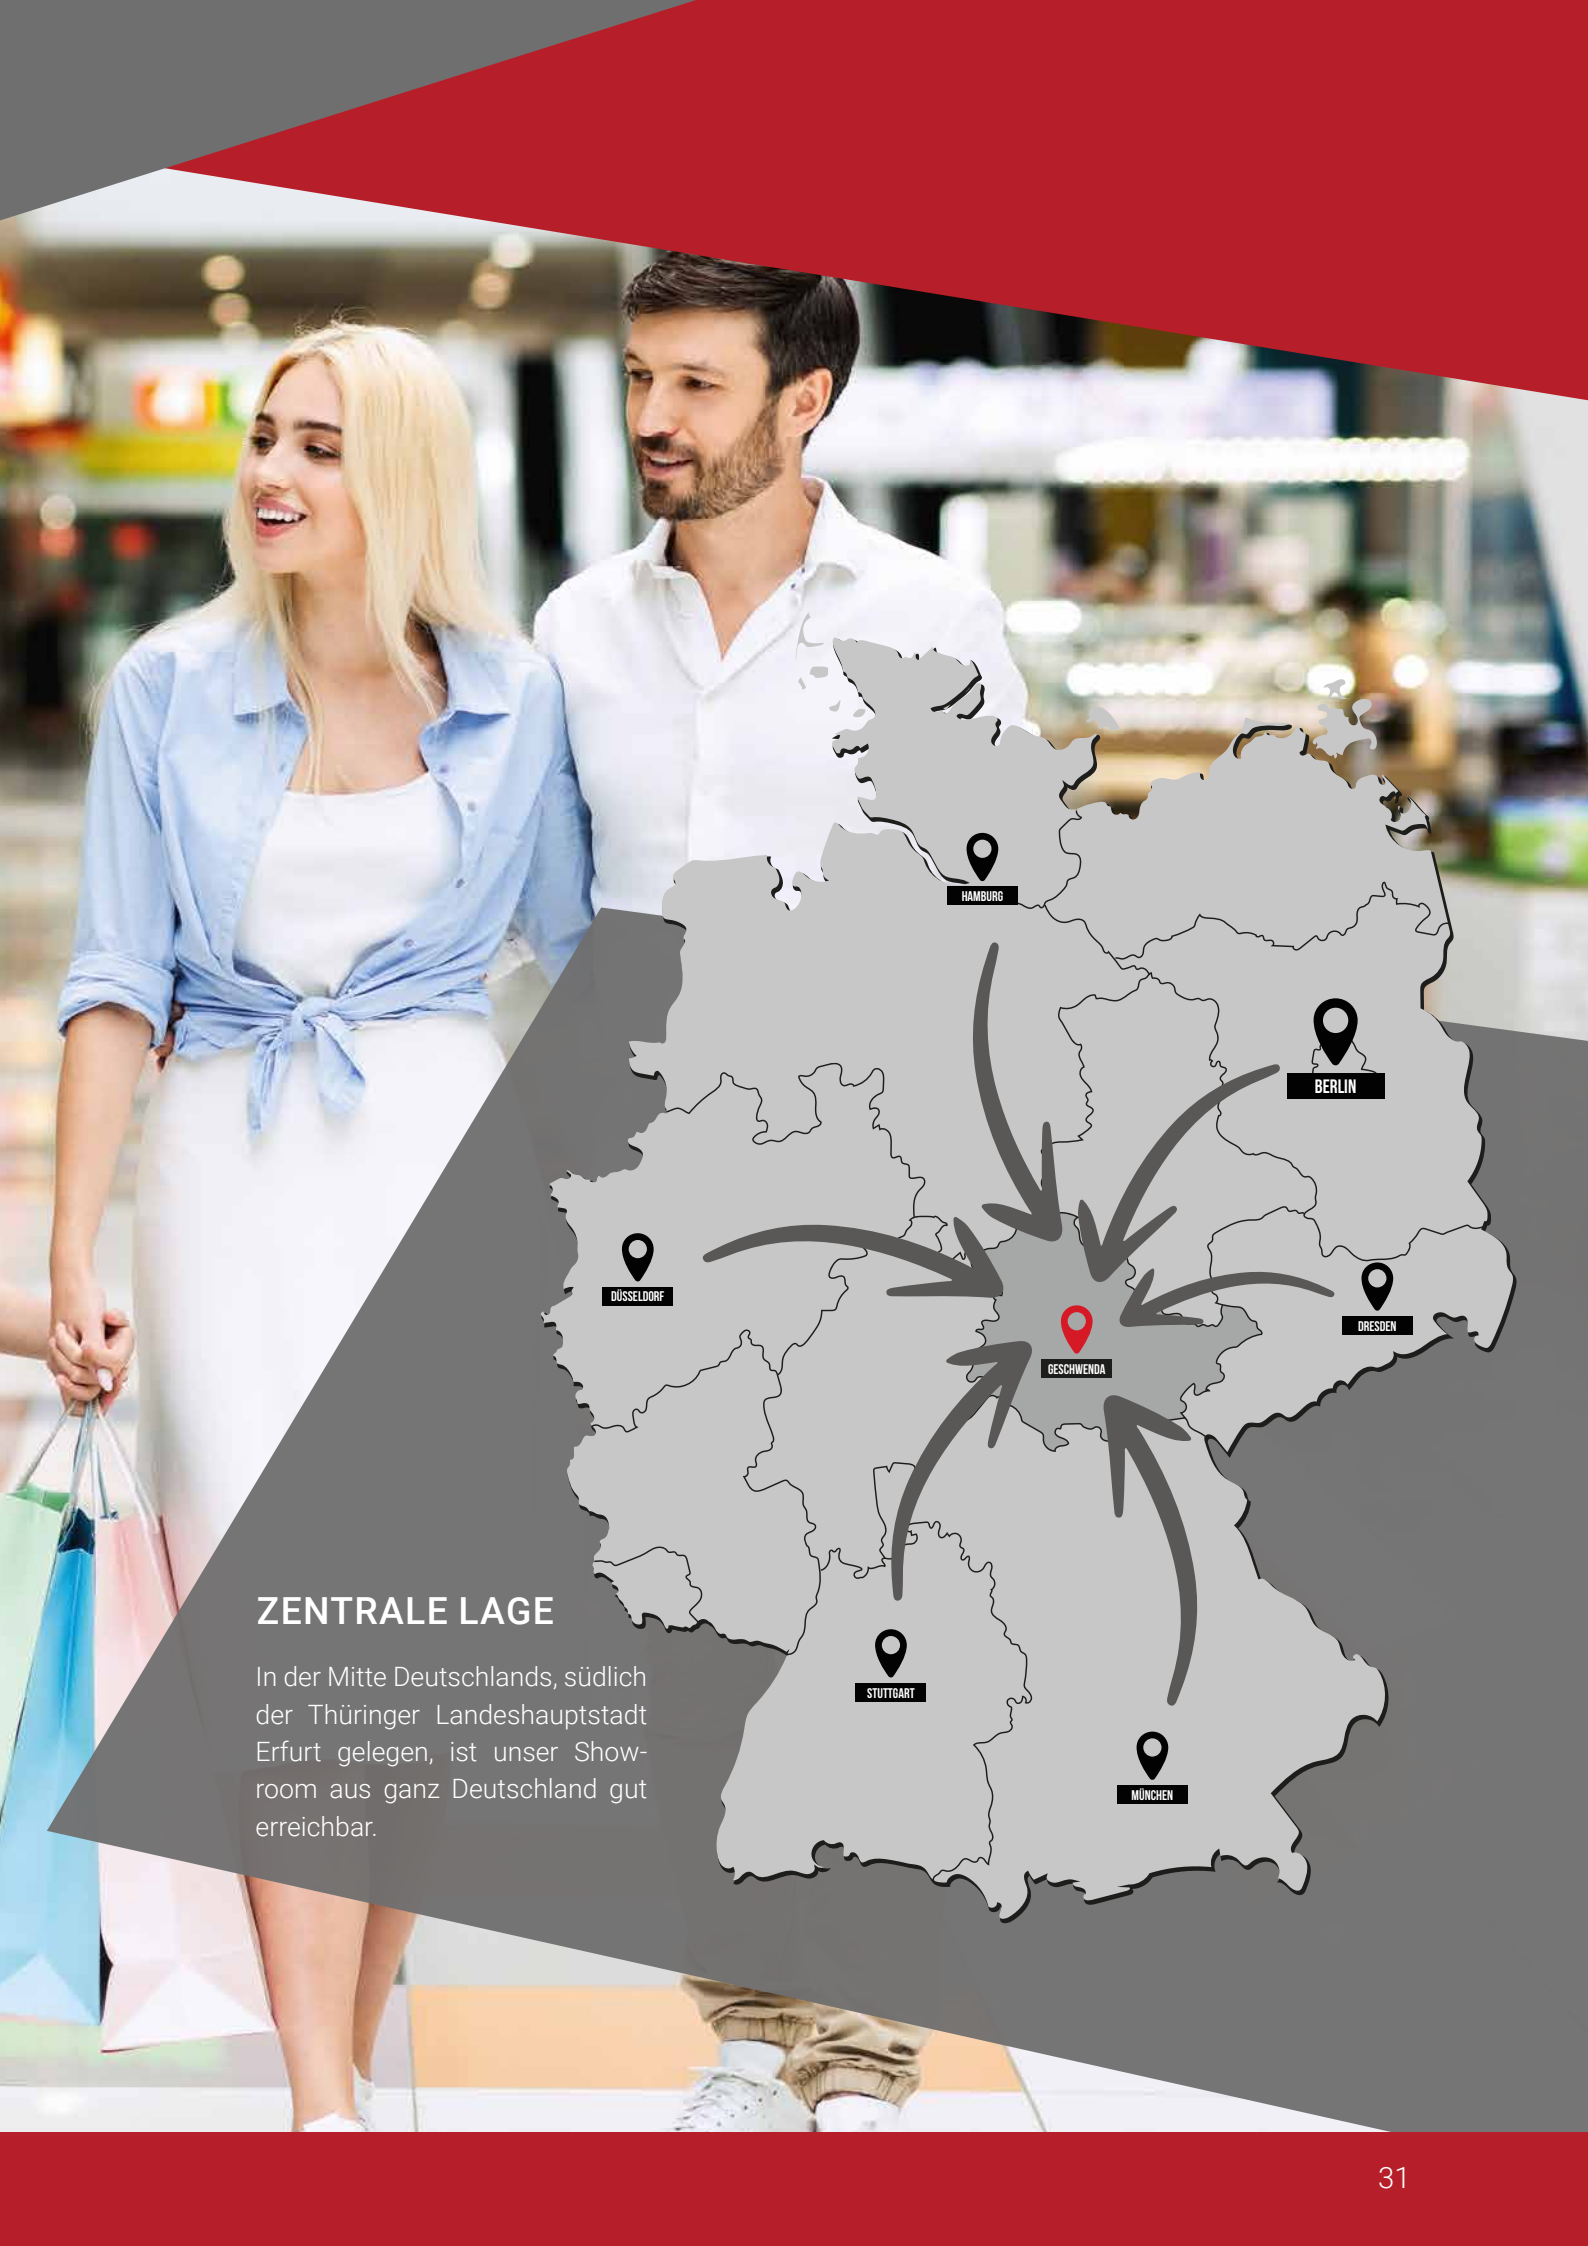 HAMBURG
BERLIN
DÜSSELDORF
DRESDEN
GESCHWENDA
ZENTRALE LAGE
In der Mitte Deutschlands, südlich
der Thüringer Landeshauptstadt
Erfurt gelegen, ist unser Show-
room aus ganz Deutschland gut
erreichbar.
STUTTGART
MÜNCHEN
31